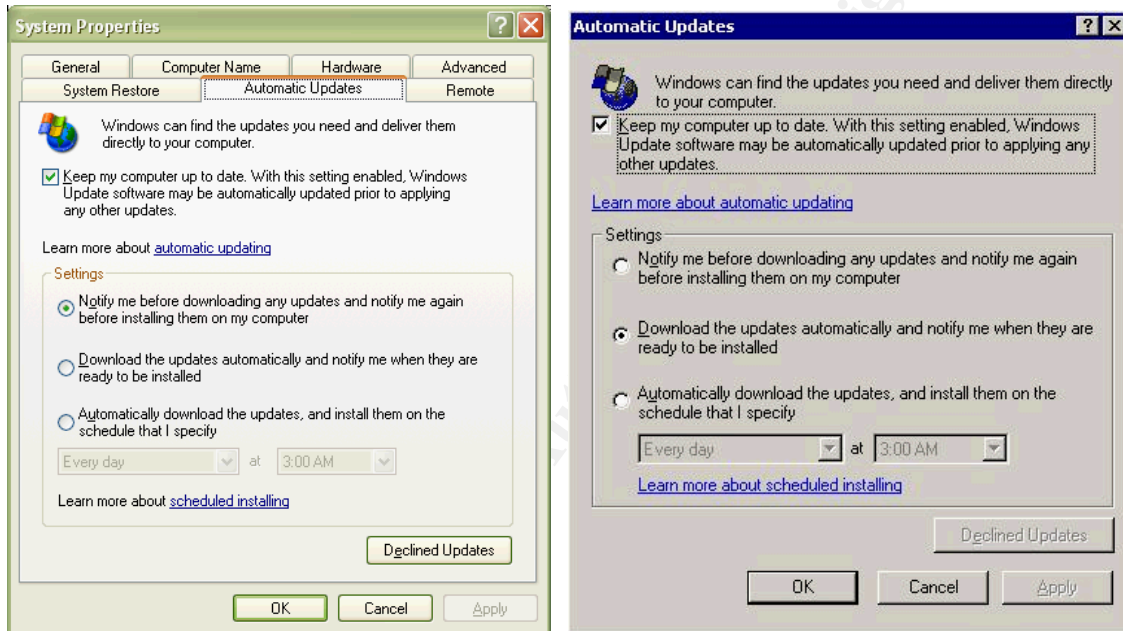 System Properties
General Computer Name Hardware Advanced
System Restore Automatic Updates Remote
Windows can find the updates you need and deliver them
directly to your computer.
Keep my computer up to date. With this setting enabled, Windows
Update software may be automatically updated prior to applying
any other updates.
Learn more about automatic updating
Settings
Notify me before downloading any updates and notify me again
before installing them on my computer
Download the updates automatically and notify me when they are
ready to be installed
Automatically download the updates, and install them on the
schedule that I specify
Every day at 3:00 AM
Learn more about scheduled installing
Declined Updates
OK Cancel Apply
Automatic Updates
Windows can find the updates you need and deliver them directly
to your computer.
Keep my computer up to date. With this setting enabled, Windows
Update software may be automatically updated prior to applying any
other updates.
Learn more about automatic updating
Settings
Notify me before downloading any updates and notify me again
before installing them on my computer
Download the updates automatically and notify me when they are
ready to be installed
Automatically download the updates, and install them on the
schedule that I specify
Every day at 3:00 AM
Learn more about scheduled installing
Declined Updates
OK Cancel Apply